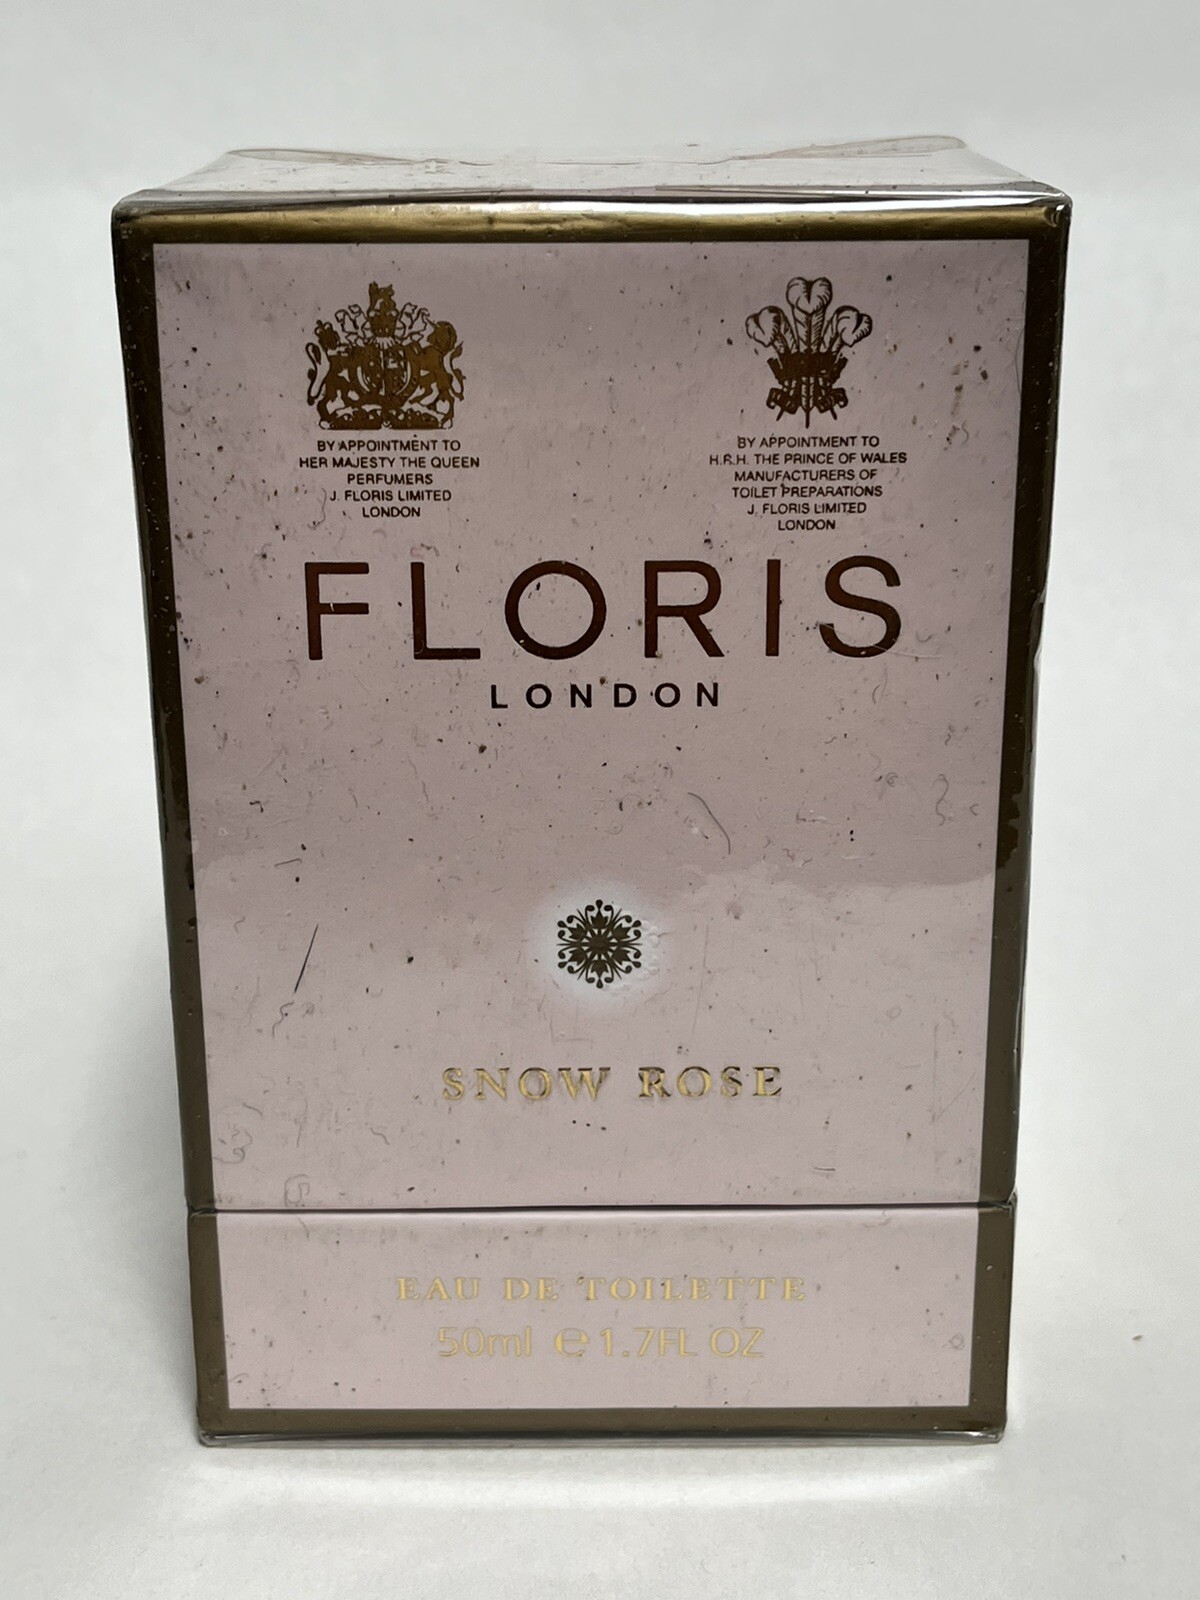 BY APPOINTMENT TO
HER MAJESTY THE QUEEN
PERFUMERS
J. FLORIS LIMITED
LONDON
BY APPOINTMENT TO
H.R.H. THE PRINCE OF WALES
MANUFACTURERS OF
TOILET PREPARATIONS
J. FLORIS LIMITED
LONDON
FLORIS
LONDON
SNOW ROSE
EAU DE TOILETTE
50ml ℮ 1.7FL OZ